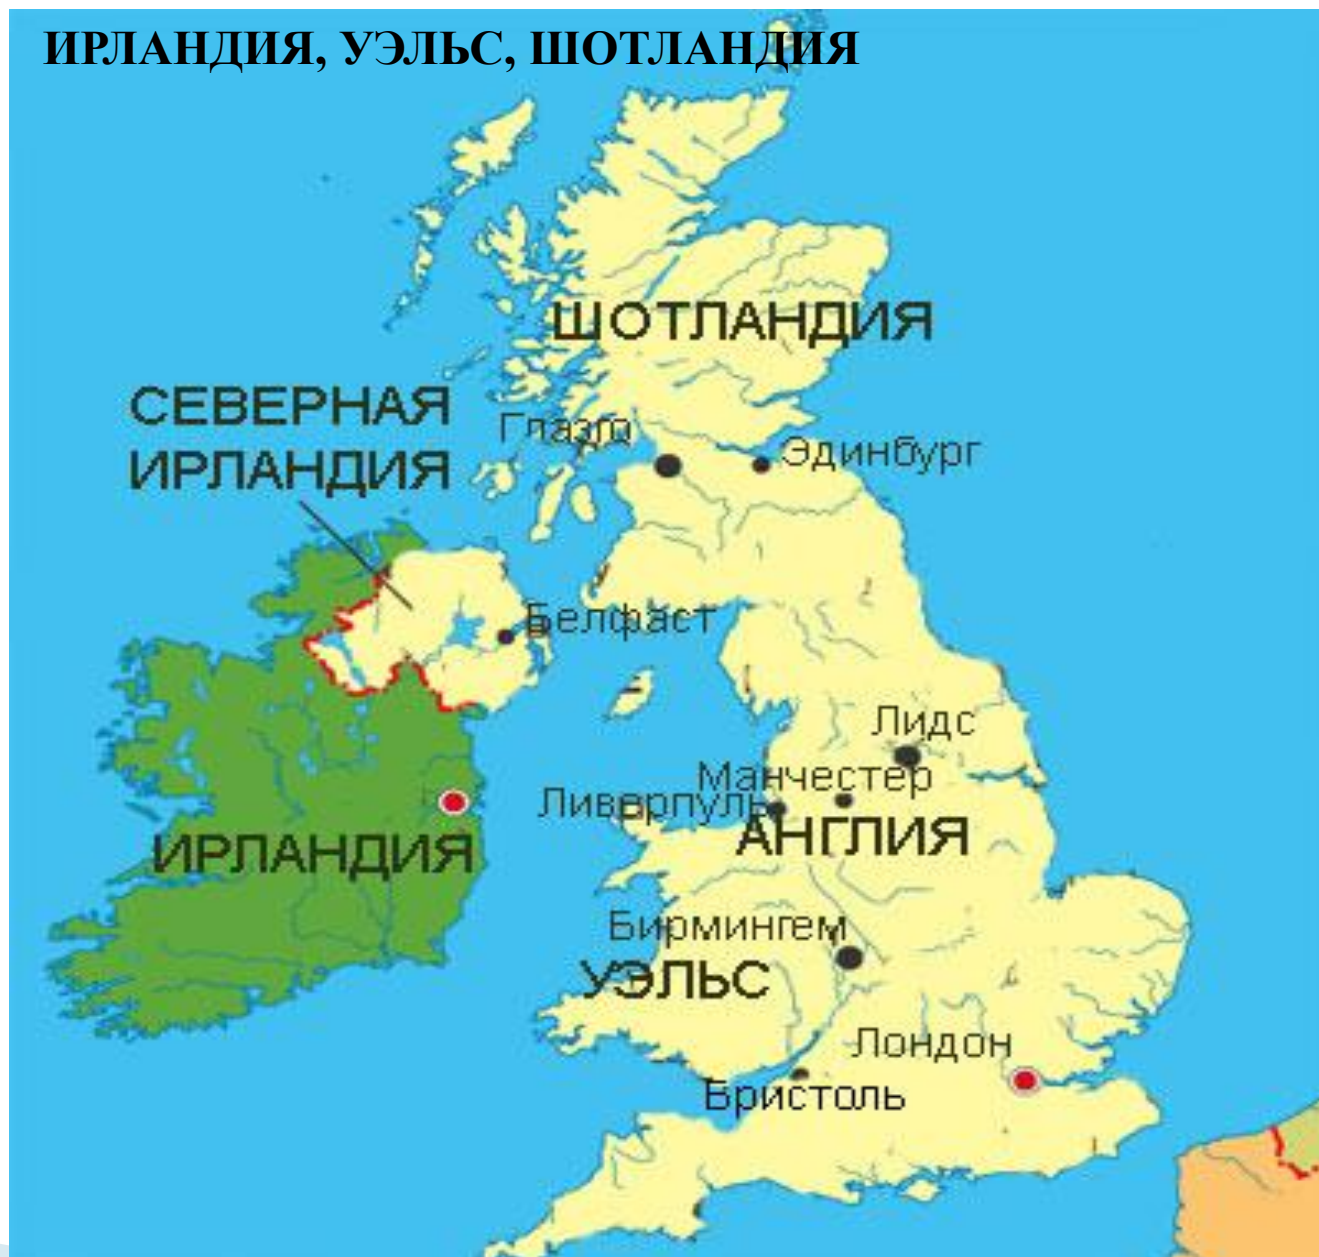 ИРЛАНДИЯ, УЭЛЬС, ШОТЛАНДИЯ
ШОТЛАНДИЯ
СЕВЕРНАЯ
ИРЛАНДИЯ
Глазго
Эдинбург
Белфаст
Лидс
Манчестер
Ливерпуль
АНГЛИЯ
ИРЛАНДИЯ
Бирмингем
УЭЛЬС
Лондон
Бристоль